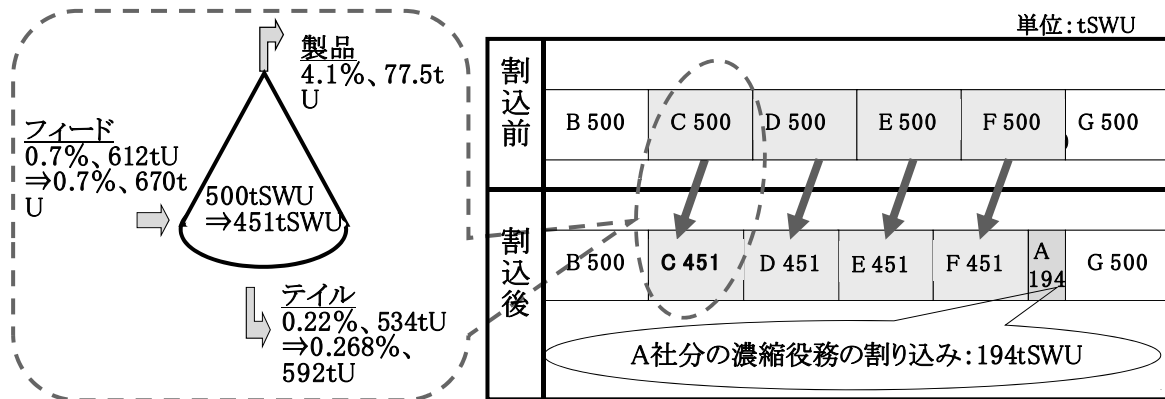 製品
4.1%、77.5t
U
フィード
0.7%、612tU
⇒0.7%、670t
U
500tSWU
⇒451tSWU
テイル
0.22%、534tU
⇒0.268%、
592tU
単位:tSWU
割込前
B 500
C 500
D 500
E 500
F 500
G 500
割込後
B 500
C 451
D 451
E 451
F 451
A
194
G 500
A社分の濃縮役務の割り込み:194tSWU